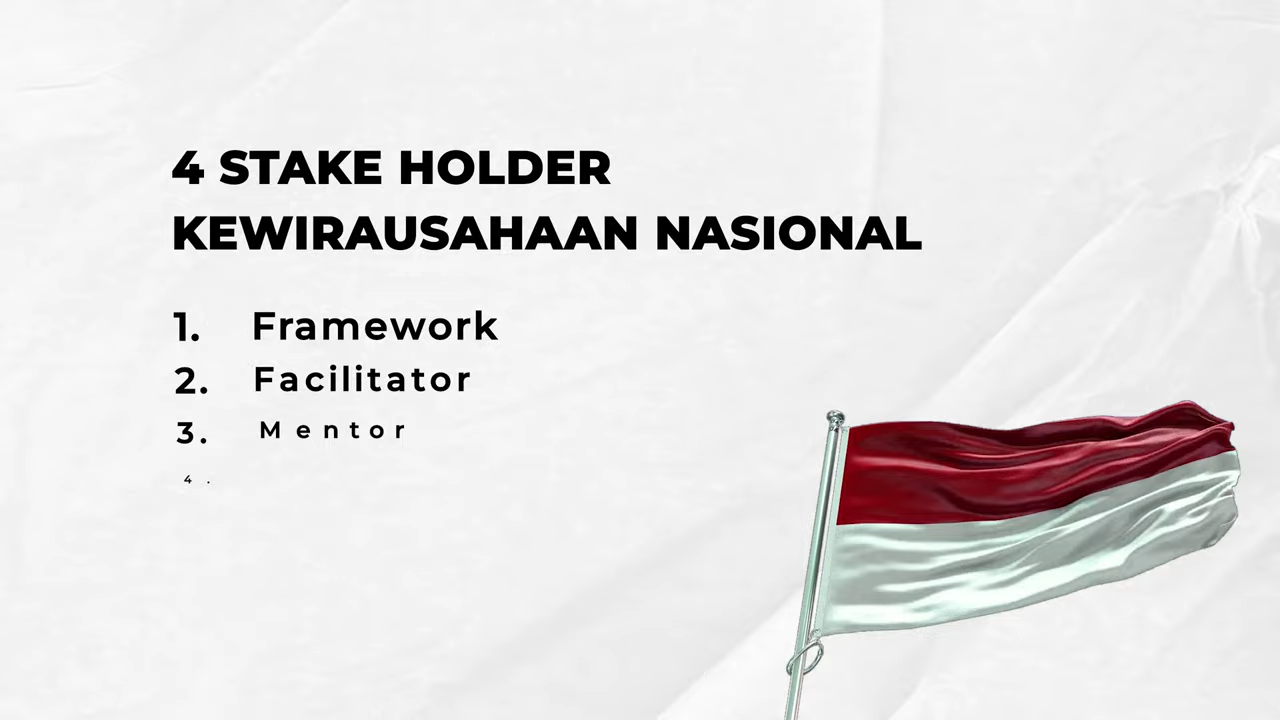 4 STAKE HOLDER
KEWIRAUSAHAAN NASIONAL
1. Framework
2. Facilitator
3. Mentor
4.